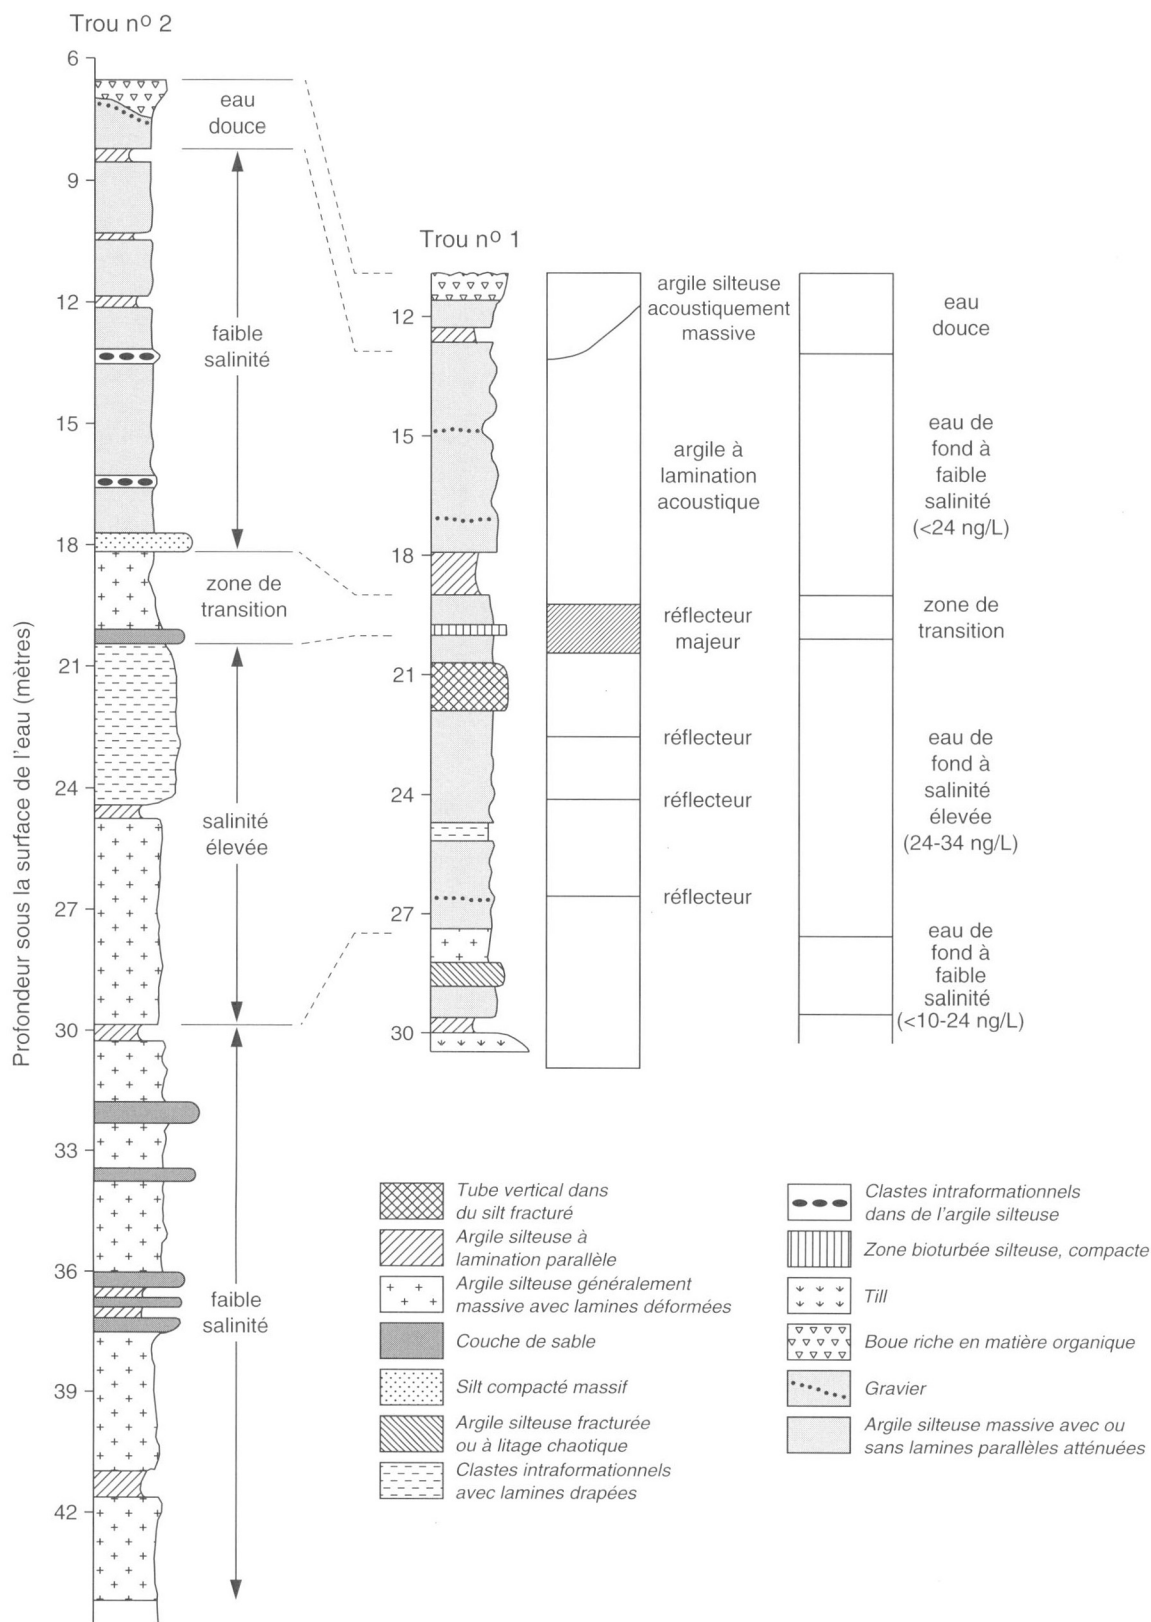 Trou nº 2
6
9
12
15
18
21
24
27
30
33
36
39
42
Profondeur sous la surface de l'eau (mètres)
eau
douce
faible
salinité
zone de
transition
salinité
élevée
faible
salinité
Trou nº 1
12
15
18
21
24
27
30
argile silteuse
acoustiquement
massive
argile à
lamination
acoustique
réflecteur
majeur
réflecteur
réflecteur
réflecteur
eau
douce
eau de
fond à
faible
salinité
(<24 ng/L)
zone de
transition
eau de
fond à
salinité
élevée
(24-34 ng/L)
eau de
fond à
faible
salinité
(<10-24 ng/L)
Tube vertical dans
du silt fracturé
Argile silteuse à
lamination parallèle
Argile silteuse généralement
massive avec lamines déformées
Couche de sable
Silt compacté massif
Argile silteuse fracturée
ou à litage chaotique
Clastes intraformationnels
avec lamines drapées
Clastes intraformationnels
dans de l'argile silteuse
Zone bioturbée silteuse, compacte
Till
Boue riche en matière organique
Gravier
Argile silteuse massive avec ou
sans lamines parallèles atténuées